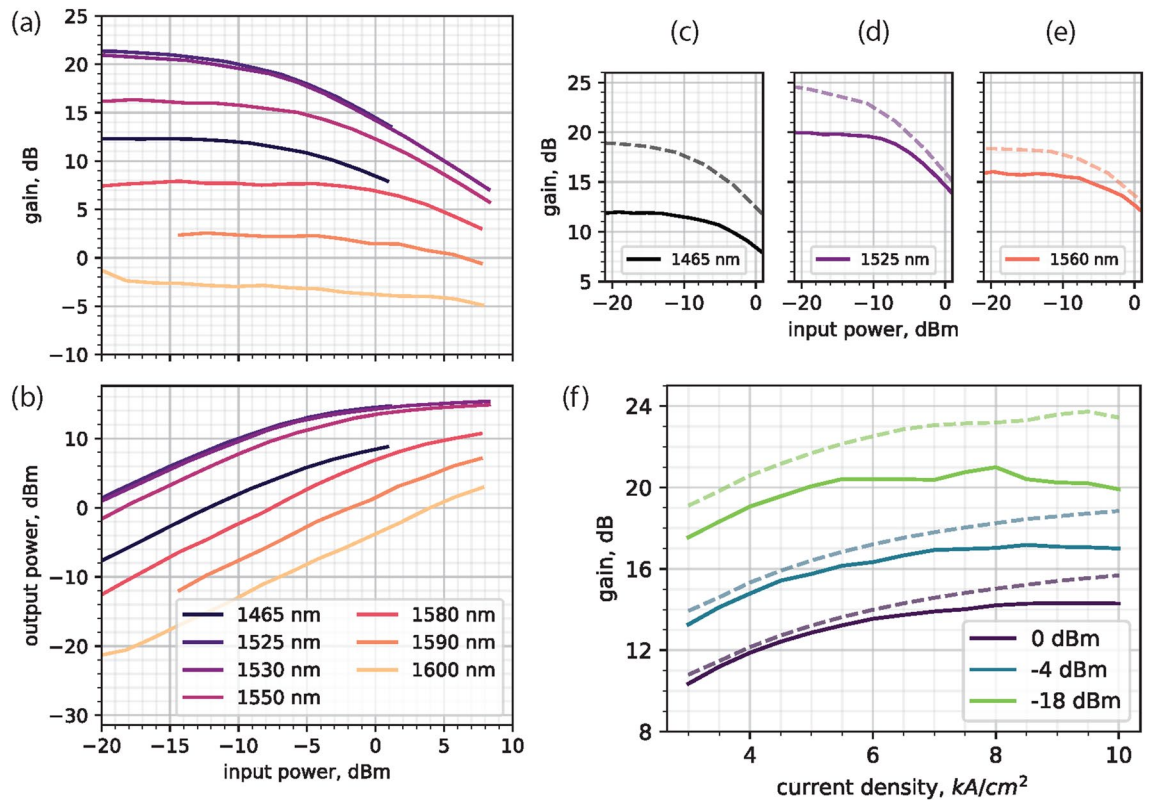 (a)
25
20
15
10
5
0
−5
−10
gain, dB
(b)
10
0
−10
−20
−30
output power, dBm
1465 nm
1525 nm
1530 nm
1550 nm
1580 nm
1590 nm
1600 nm
−20 −15 −10 −5 0 5 10
input power, dBm
(c) (d) (e)
25
20
15
10
5
gain, dB
1465 nm
1525 nm
1560 nm
−20 −10 0
−20 −10 0
−20 −10 0
input power, dBm
(f)
24
20
16
12
8
gain, dB
0 dBm
-4 dBm
-18 dBm
4 6 8 10
current density, kA/cm²